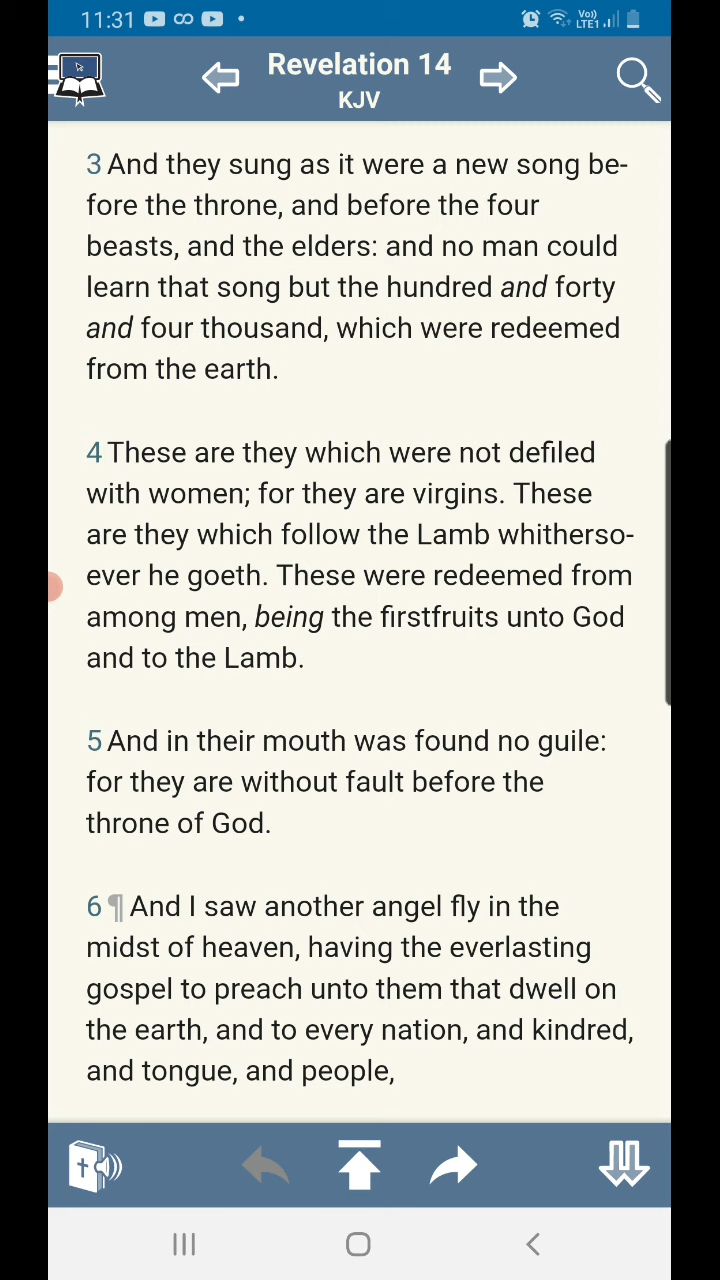 11:31
Vo))
LTE1
Revelation 14
KJV
3 And they sung as it were a new song be-
fore the throne, and before the four
beasts, and the elders: and no man could
learn that song but the hundred and forty
and four thousand, which were redeemed
from the earth.
4 These are they which were not defiled
with women; for they are virgins. These
are they which follow the Lamb whitherso-
ever he goeth. These were redeemed from
among men, being the firstfruits unto God
and to the Lamb.
5 And in their mouth was found no guile:
for they are without fault before the
throne of God.
6 ¶ And I saw another angel fly in the
midst of heaven, having the everlasting
gospel to preach unto them that dwell on
the earth, and to every nation, and kindred,
and tongue, and people,